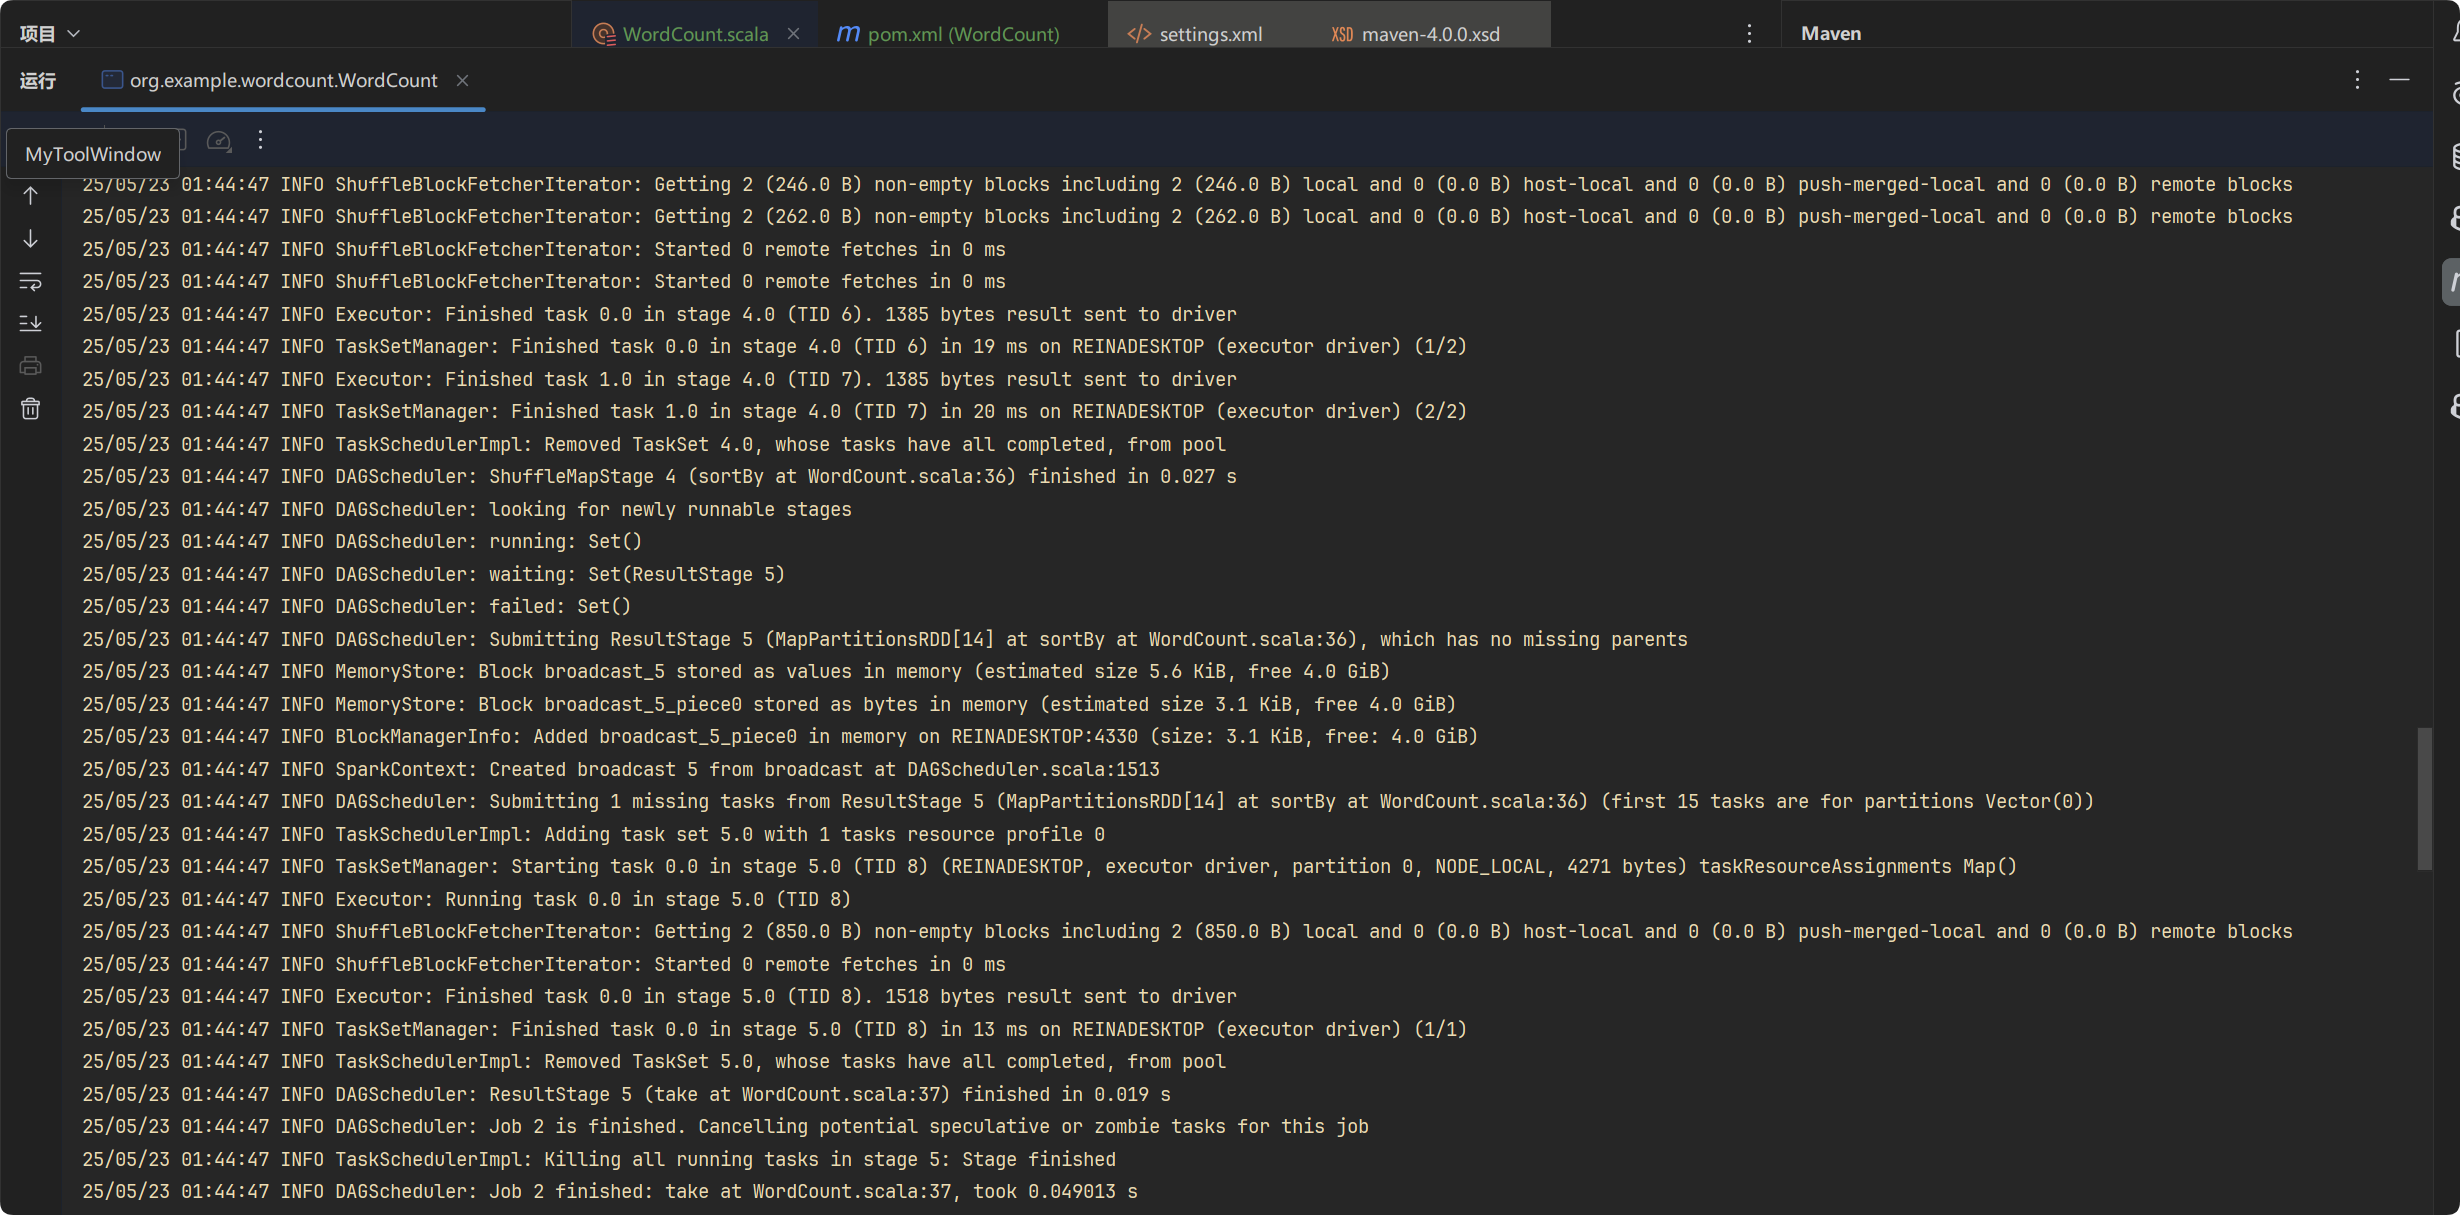 项目
WordCount.scala
pom.xml (WordCount)
settings.xml
maven-4.0.0.xsd
Maven
运行
org.example.wordcount.WordCount
MyToolWindow
25/05/23 01:44:47 INFO ShuffleBlockFetcherIterator: Getting 2 (246.0 B) non-empty blocks including 2 (246.0 B) local and 0 (0.0 B) host-local and 0 (0.0 B) push-merged-local and 0 (0.0 B) remote blocks
25/05/23 01:44:47 INFO ShuffleBlockFetcherIterator: Getting 2 (262.0 B) non-empty blocks including 2 (262.0 B) local and 0 (0.0 B) host-local and 0 (0.0 B) push-merged-local and 0 (0.0 B) remote blocks
25/05/23 01:44:47 INFO ShuffleBlockFetcherIterator: Started 0 remote fetches in 0 ms
25/05/23 01:44:47 INFO ShuffleBlockFetcherIterator: Started 0 remote fetches in 0 ms
25/05/23 01:44:47 INFO Executor: Finished task 0.0 in stage 4.0 (TID 6). 1385 bytes result sent to driver
25/05/23 01:44:47 INFO TaskSetManager: Finished task 0.0 in stage 4.0 (TID 6) in 19 ms on REINADESKTOP (executor driver) (1/2)
25/05/23 01:44:47 INFO Executor: Finished task 1.0 in stage 4.0 (TID 7). 1385 bytes result sent to driver
25/05/23 01:44:47 INFO TaskSetManager: Finished task 1.0 in stage 4.0 (TID 7) in 20 ms on REINADESKTOP (executor driver) (2/2)
25/05/23 01:44:47 INFO TaskSchedulerImpl: Removed TaskSet 4.0, whose tasks have all completed, from pool
25/05/23 01:44:47 INFO DAGScheduler: ShuffleMapStage 4 (sortBy at WordCount.scala:36) finished in 0.027 s
25/05/23 01:44:47 INFO DAGScheduler: looking for newly runnable stages
25/05/23 01:44:47 INFO DAGScheduler: running: Set()
25/05/23 01:44:47 INFO DAGScheduler: waiting: Set(ResultStage 5)
25/05/23 01:44:47 INFO DAGScheduler: failed: Set()
25/05/23 01:44:47 INFO DAGScheduler: Submitting ResultStage 5 (MapPartitionsRDD[14] at sortBy at WordCount.scala:36), which has no missing parents
25/05/23 01:44:47 INFO MemoryStore: Block broadcast_5 stored as values in memory (estimated size 5.6 KiB, free 4.0 GiB)
25/05/23 01:44:47 INFO MemoryStore: Block broadcast_5_piece0 stored as bytes in memory (estimated size 3.1 KiB, free 4.0 GiB)
25/05/23 01:44:47 INFO BlockManagerInfo: Added broadcast_5_piece0 in memory on REINADESKTOP:4330 (size: 3.1 KiB, free: 4.0 GiB)
25/05/23 01:44:47 INFO SparkContext: Created broadcast 5 from broadcast at DAGScheduler.scala:1513
25/05/23 01:44:47 INFO DAGScheduler: Submitting 1 missing tasks from ResultStage 5 (MapPartitionsRDD[14] at sortBy at WordCount.scala:36) (first 15 tasks are for partitions Vector(0))
25/05/23 01:44:47 INFO TaskSchedulerImpl: Adding task set 5.0 with 1 tasks resource profile 0
25/05/23 01:44:47 INFO TaskSetManager: Starting task 0.0 in stage 5.0 (TID 8) (REINADESKTOP, executor driver, partition 0, NODE_LOCAL, 4271 bytes) taskResourceAssignments Map()
25/05/23 01:44:47 INFO Executor: Running task 0.0 in stage 5.0 (TID 8)
25/05/23 01:44:47 INFO ShuffleBlockFetcherIterator: Getting 2 (850.0 B) non-empty blocks including 2 (850.0 B) local and 0 (0.0 B) host-local and 0 (0.0 B) push-merged-local and 0 (0.0 B) remote blocks
25/05/23 01:44:47 INFO ShuffleBlockFetcherIterator: Started 0 remote fetches in 0 ms
25/05/23 01:44:47 INFO Executor: Finished task 0.0 in stage 5.0 (TID 8). 1518 bytes result sent to driver
25/05/23 01:44:47 INFO TaskSetManager: Finished task 0.0 in stage 5.0 (TID 8) in 13 ms on REINADESKTOP (executor driver) (1/1)
25/05/23 01:44:47 INFO TaskSchedulerImpl: Removed TaskSet 5.0, whose tasks have all completed, from pool
25/05/23 01:44:47 INFO DAGScheduler: ResultStage 5 (take at WordCount.scala:37) finished in 0.019 s
25/05/23 01:44:47 INFO DAGScheduler: Job 2 is finished. Cancelling potential speculative or zombie tasks for this job
25/05/23 01:44:47 INFO TaskSchedulerImpl: Killing all running tasks in stage 5: Stage finished
25/05/23 01:44:47 INFO DAGScheduler: Job 2 finished: take at WordCount.scala:37, took 0.049013 s